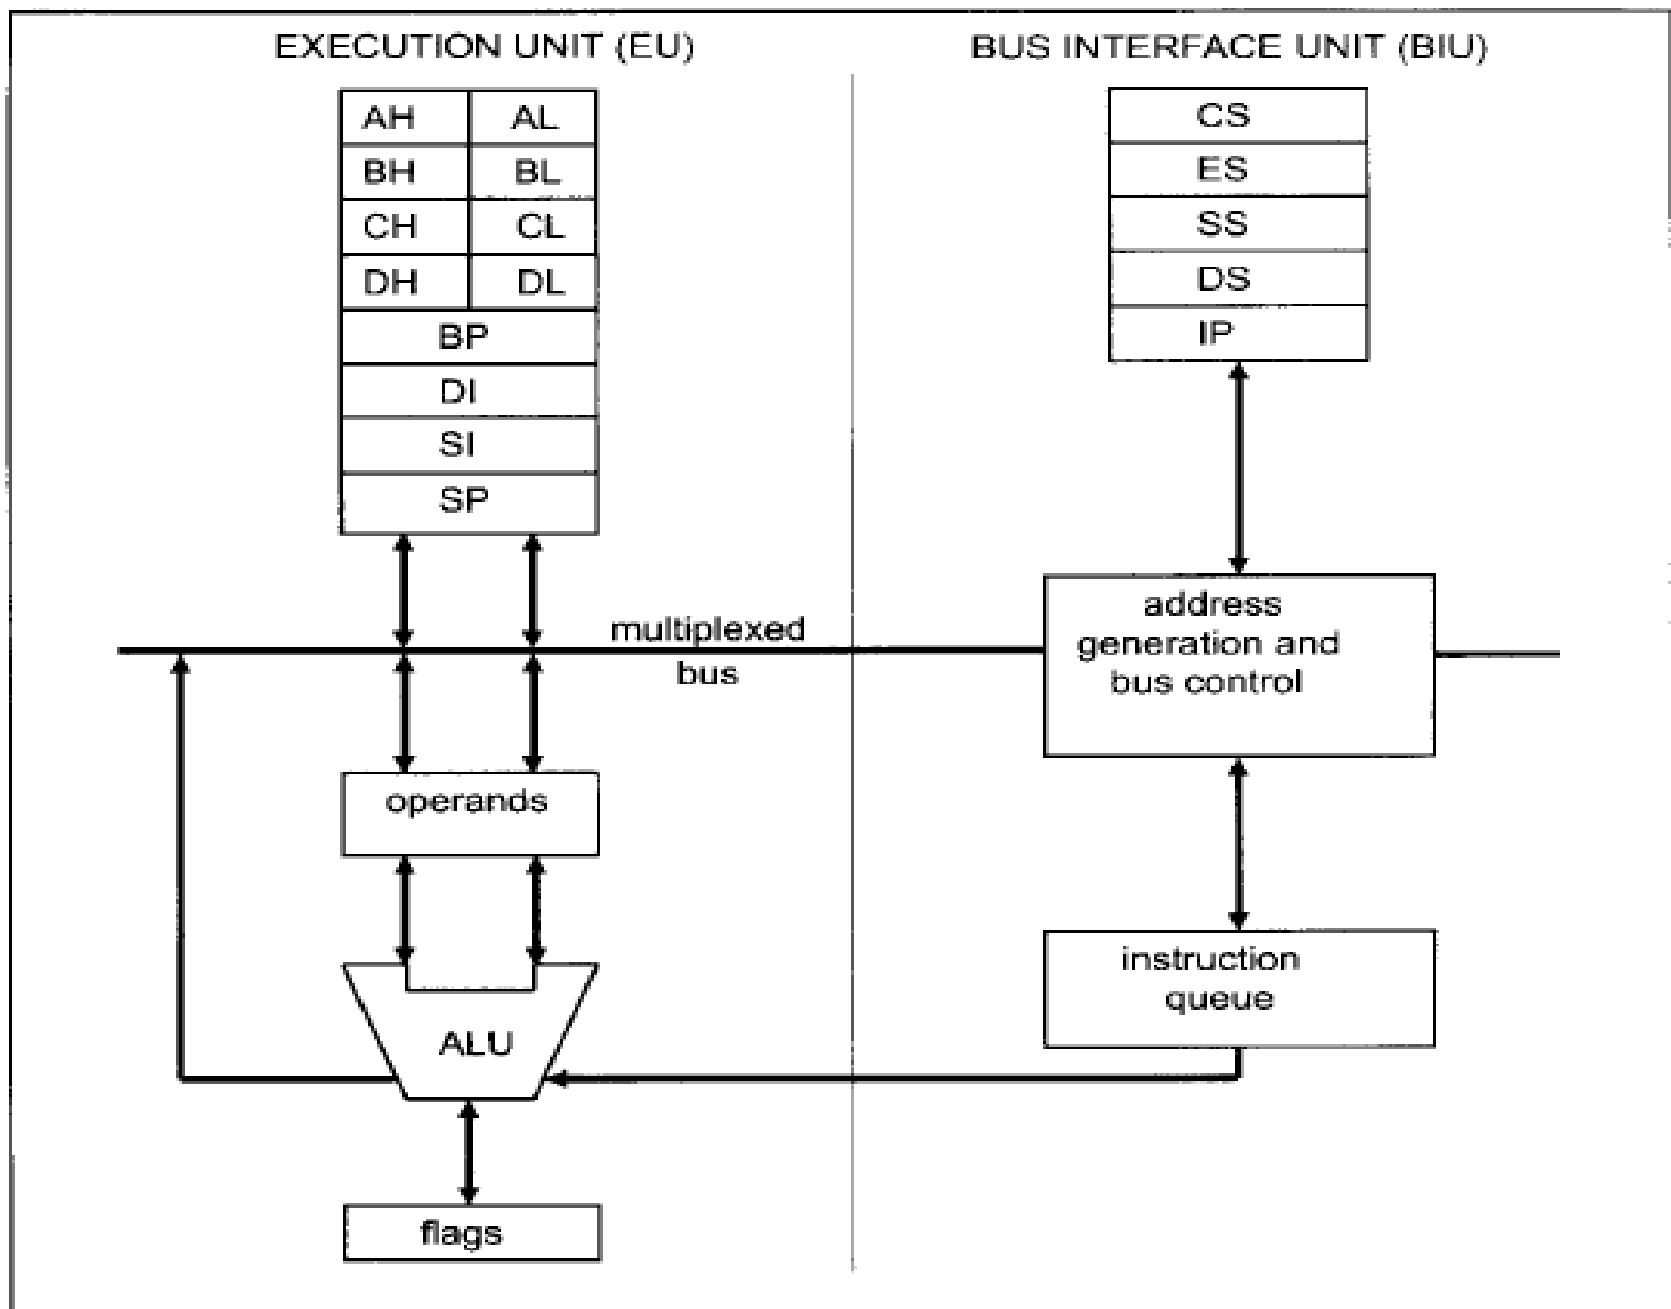 EXECUTION UNIT (EU)
AH AL
BH BL
CH CL
DH DL
BP
DI
SI
SP
multiplexed
bus
operands
ALU
flags
BUS INTERFACE UNIT (BIU)
CS
ES
SS
DS
IP
address
generation and
bus control
instruction
queue